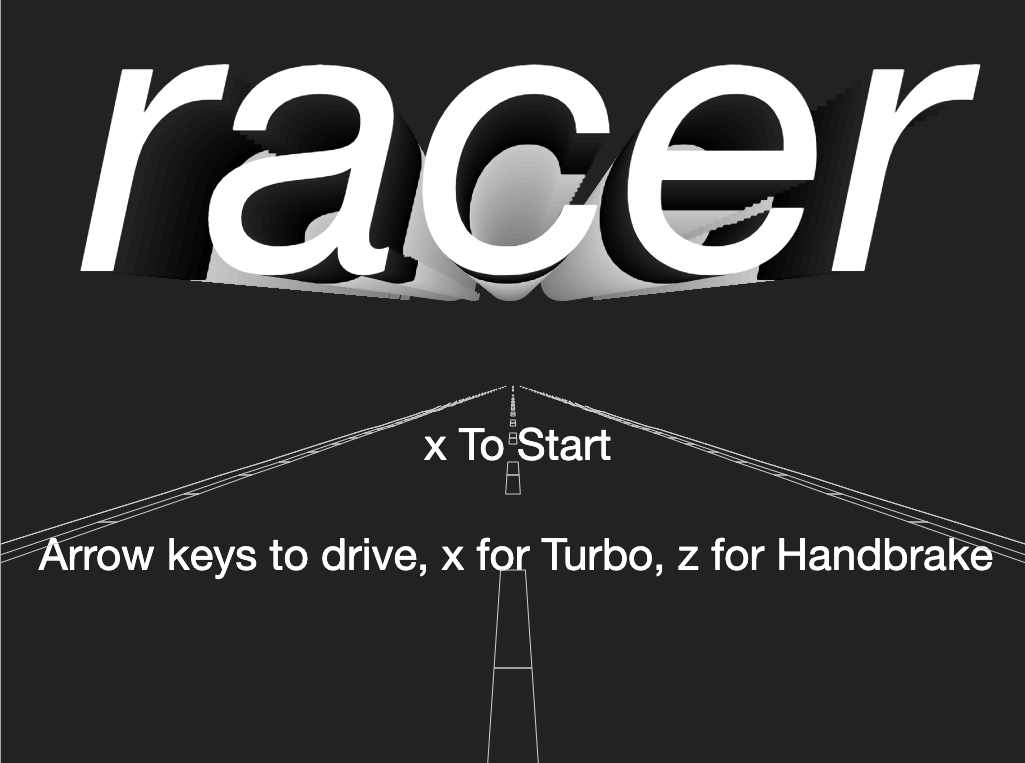 racer
x To Start
Arrow keys to drive, x for Turbo, z for Handbrake